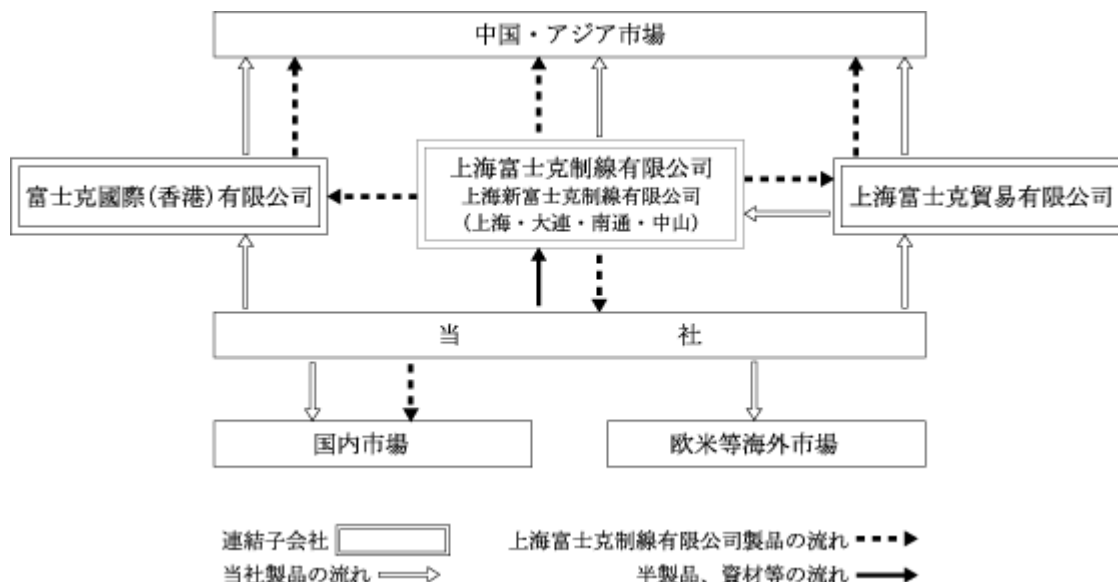 中国・アジア市場
富士克國際(香港)有限公司
上海富士克制線有限公司
上海新富士克制線有限公司
(上海・大連・南通・中山)
上海富士克貿易有限公司
当 社
国内市場
欧米等海外市場
連結子会社
上海富士克制線有限公司製品の流れ
当社製品の流れ
半製品、資材等の流れ